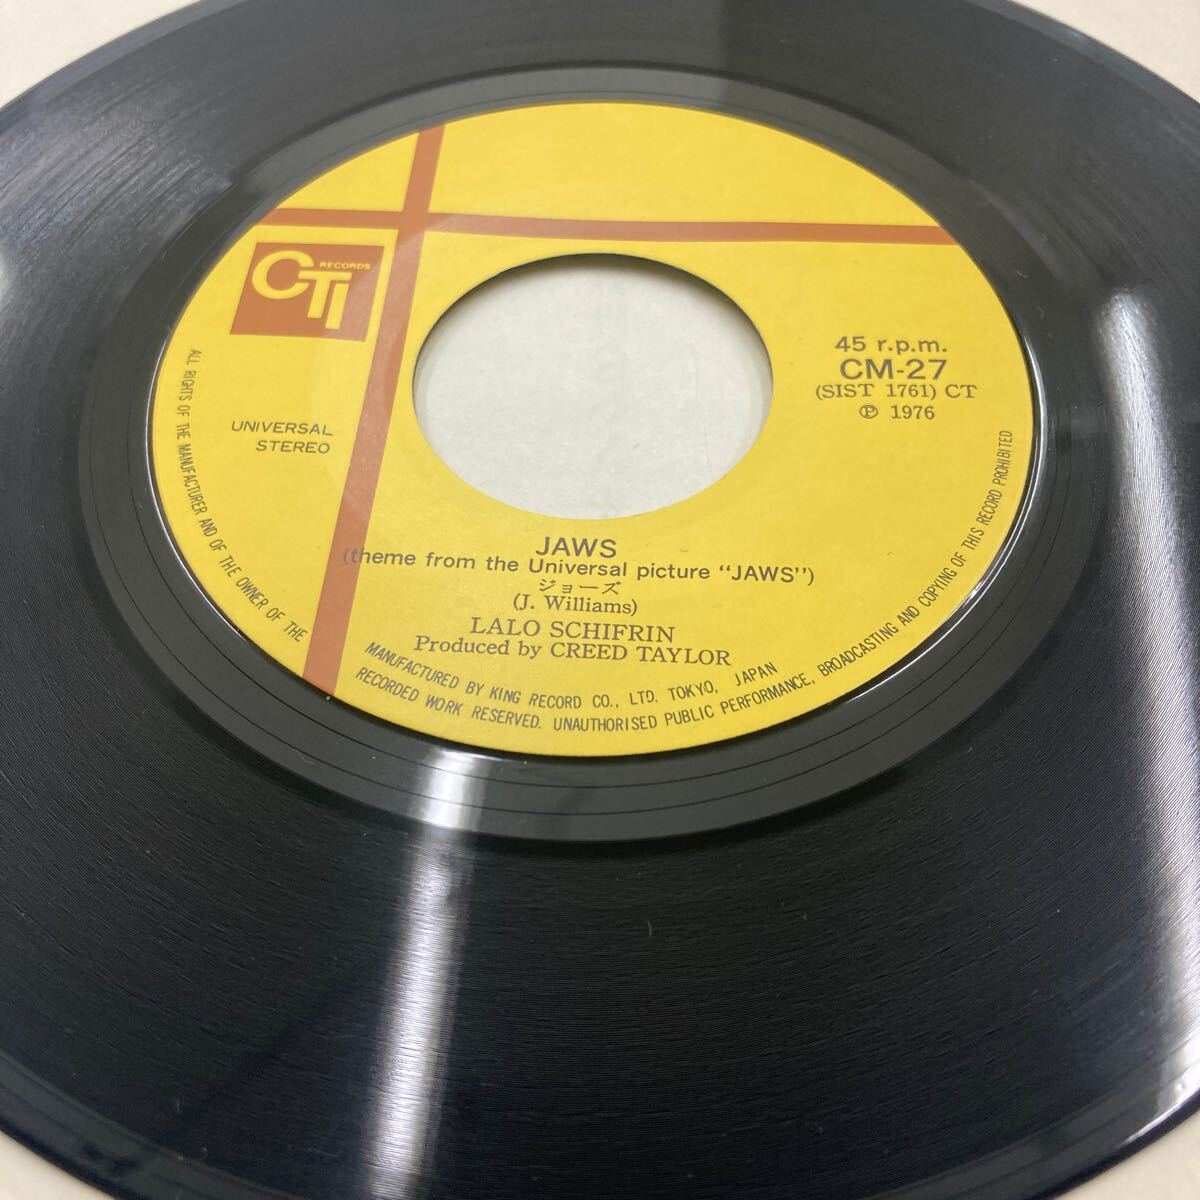 CTI
RECORDS
UNIVERSAL
STEREO
45 r.p.m.
CM-27
(SIST 1761) CT
Ⓟ 1976
JAWS
(theme from the Universal picture “JAWS”)
ジョーズ
(J. Williams)
LALO SCHIFRIN
Produced by CREED TAYLOR
MANUFACTURED BY KING RECORD CO., LTD. TOKYO, JAPAN
ALL RIGHTS OF THE MANUFACTURER AND OF THE OWNER OF THE RECORDED WORK RESERVED. UNAUTHORISED PUBLIC PERFORMANCE, BROADCASTING AND COPYING OF THIS RECORD PROHIBITED